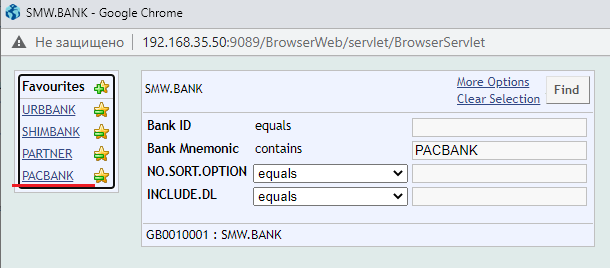 SMW.BANK - Google Chrome
Не защищено 192.168.35.50:9089/BrowserWeb/servlet/BrowserServlet
Favourites
URBBANK
SHIMBANK
PARTNER
PACBANK
SMW.BANK
More Options
Clear Selection
Find
Bank ID equals
Bank Mnemonic contains PACBANK
NO.SORT.OPTION equals
INCLUDE.DL equals
GB0010001 : SMW.BANK